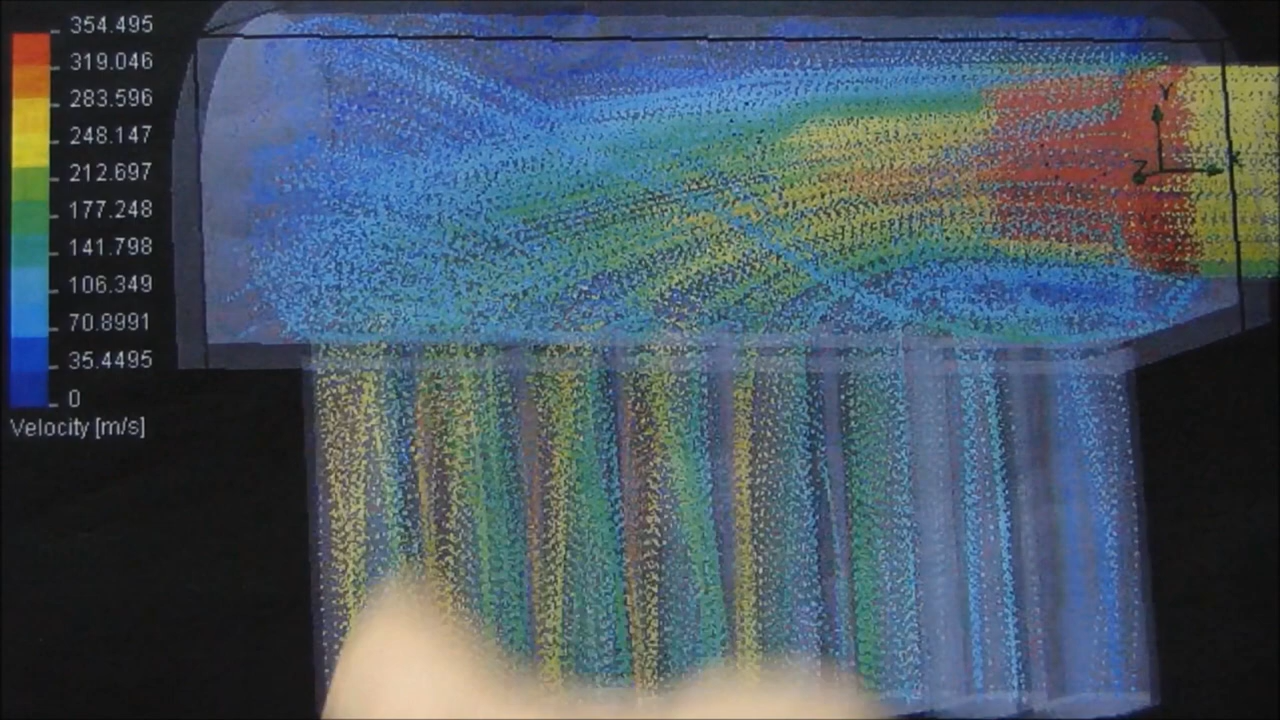 354.495
319.046
283.596
248.147
212.697
177.248
141.798
106.349
70.8991
35.4495
0
Velocity [m/s]
Y
Z
X